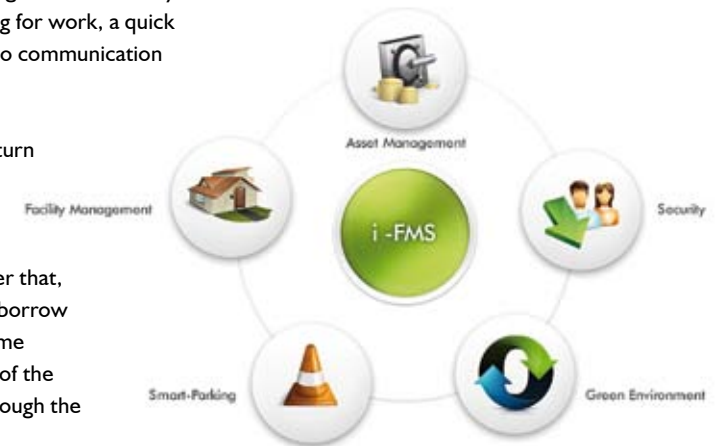 g for work, a quick
o communication
turn
er that,
borrow
me
of the
ough the
Asset Management
Facility Management
i -FMS
Security
Smart-Parking
Green Environment